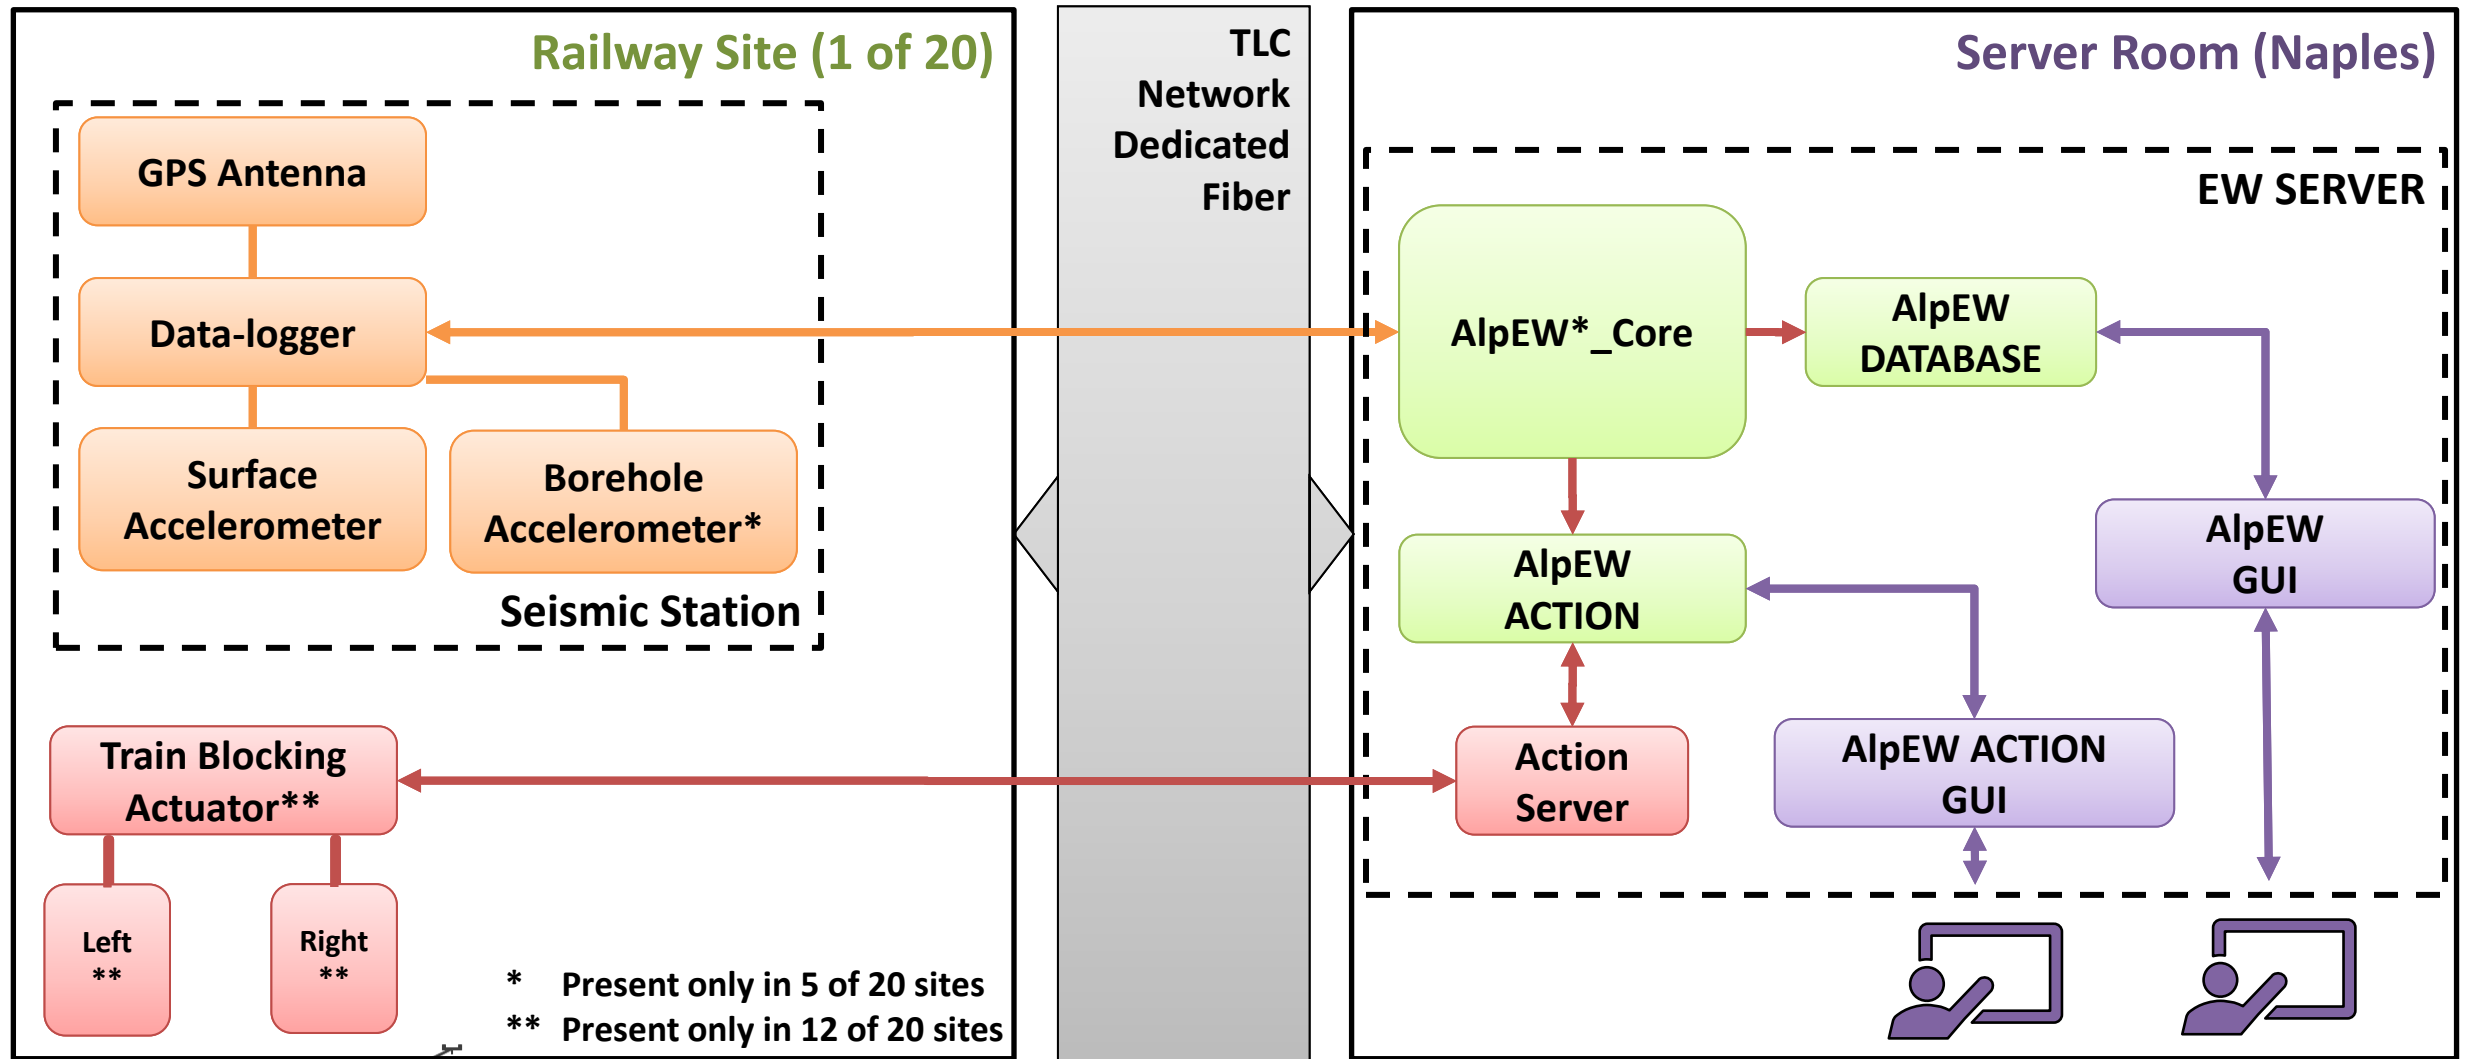 Railway Site (1 of 20)
GPS Antenna
Data-logger
Surface
Accelerometer
Borehole
Accelerometer*
Seismic Station
Train Blocking
Actuator**
Left
**
Right
**
* Present only in 5 of 20 sites
** Present only in 12 of 20 sites
TLC
Network
Dedicated
Fiber
Server Room (Naples)
EW SERVER
AlpEW*_Core
AlpEW
DATABASE
AlpEW
GUI
AlpEW
ACTION
Action
Server
AlpEW ACTION
GUI